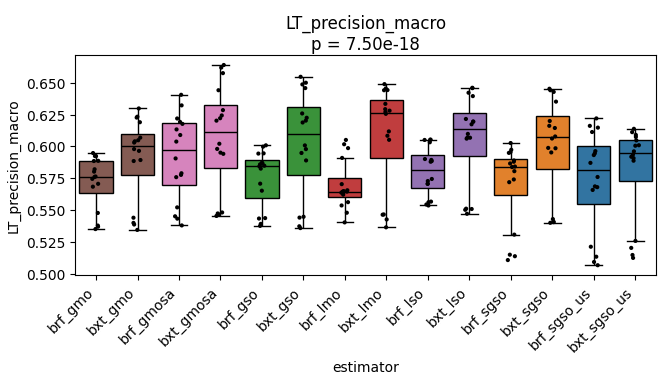 LT_precision_macro
p = 7.50e-18
LT_precision_macro
0.650
0.625
0.600
0.575
0.550
0.525
0.500
brf_gmo
bxt_gmo
brf_gmosa
bxt_gmosa
brf_gso
bxt_gso
brf_lmo
bxt_lmo
brf_lso
bxt_lso
brf_sgso
bxt_sgso
brf_sgso_us
bxt_sgso_us
estimator